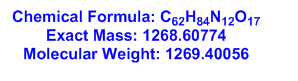 Chemical Formula: C₆₂H₈₄N₁₂O₁₇
Exact Mass: 1268.60774
Molecular Weight: 1269.40056